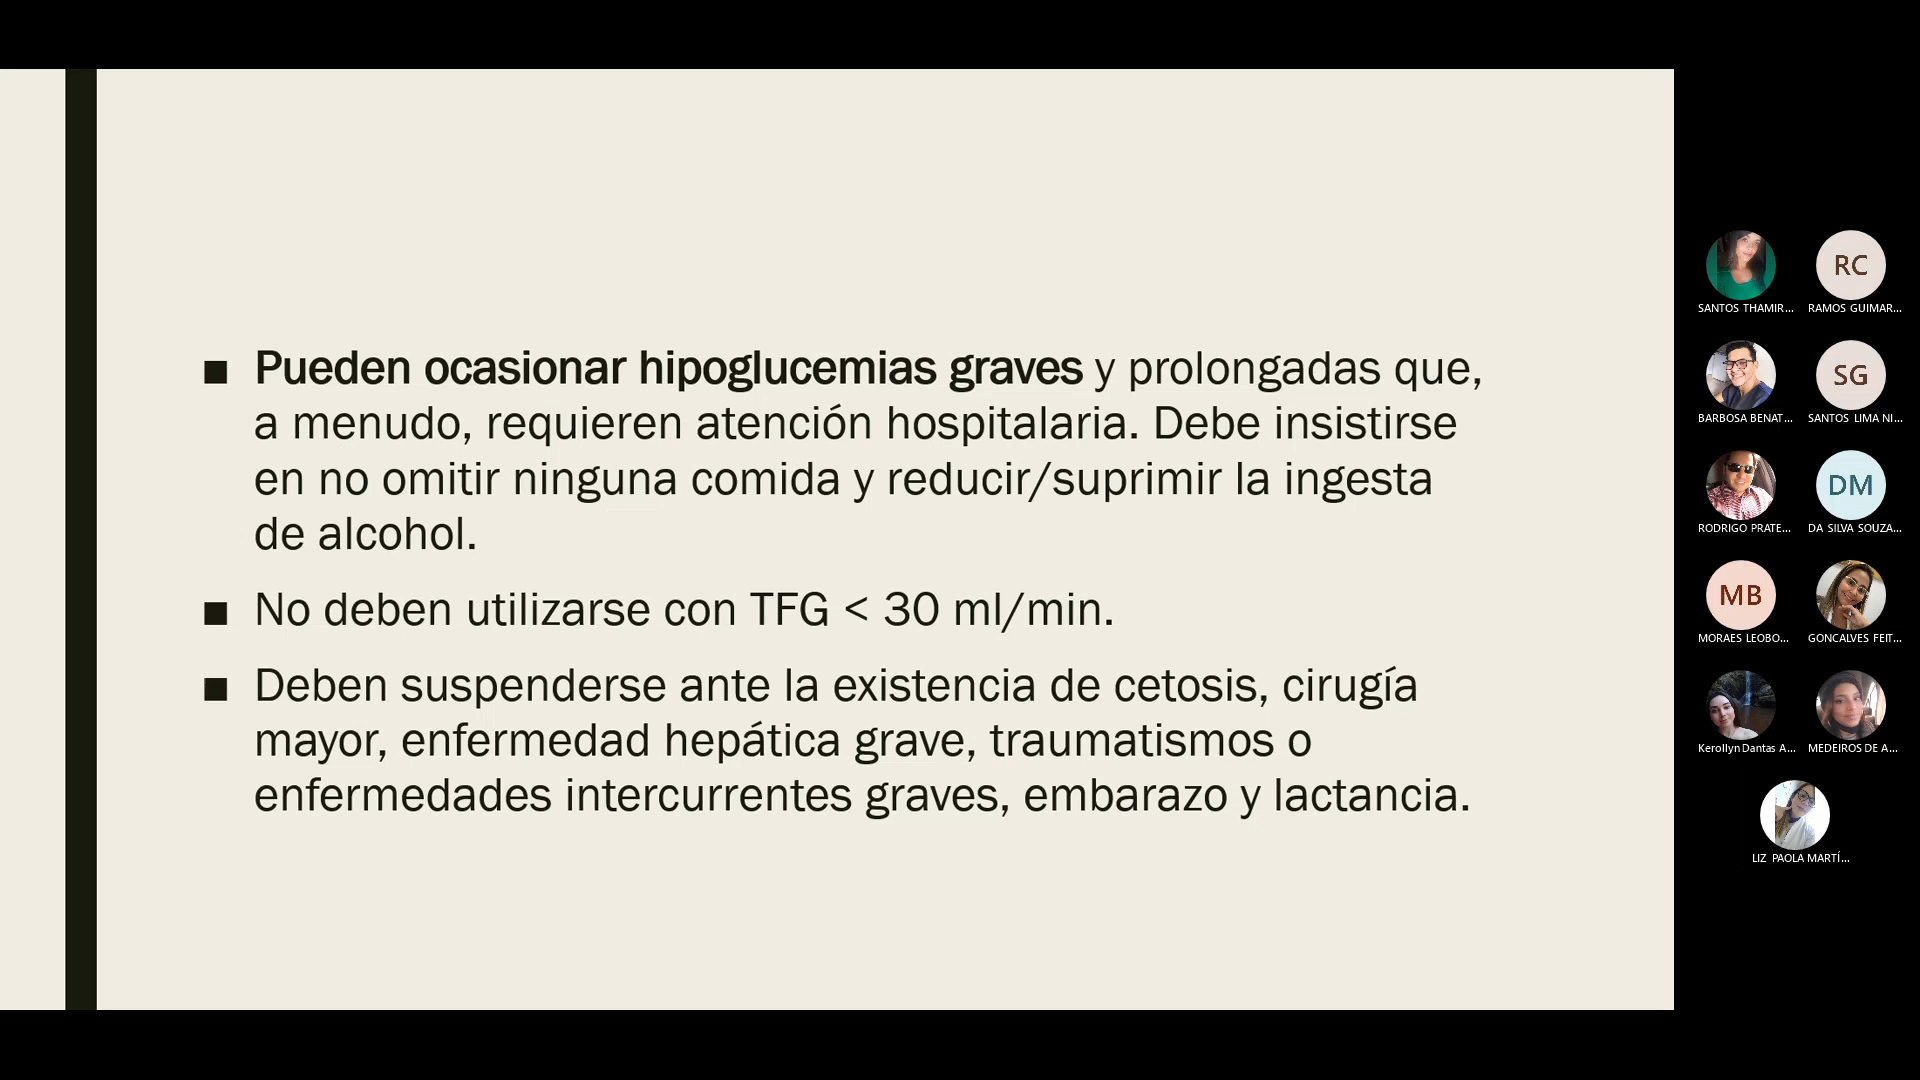 ■ Pueden ocasionar hipoglucemias graves y prolongadas que,
a menudo, requieren atención hospitalaria. Debe insistirse
en no omitir ninguna comida y reducir/suprimir la ingesta
de alcohol.
■ No deben utilizarse con TFG < 30 ml/min.
■ Deben suspenderse ante la existencia de cetosis, cirugía
mayor, enfermedad hepática grave, traumatismos o
enfermedades intercurrentes graves, embarazo y lactancia.
RC
SANTOS THAMIR... RAMOS GUIMAR...
SG
BARBOSA BENAT... SANTOS LIMA NI...
DM
RODRIGO PRATE... DA SILVA SOUZA...
MB
MORAES LEOBO... GONCALVES FEIT...
Kerollyn Dantas A... MEDEIROS DE A...
LIZ PAOLA MARTÍ...